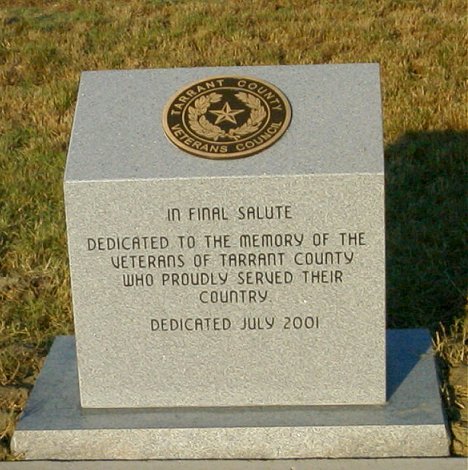 TARRANT COUNTY
VETERANS COUNCIL
IN FINAL SALUTE
DEDICATED TO THE MEMORY OF THE
VETERANS OF TARRANT COUNTY
WHO PROUDLY SERVED THEIR
COUNTRY.
DEDICATED JULY 2001